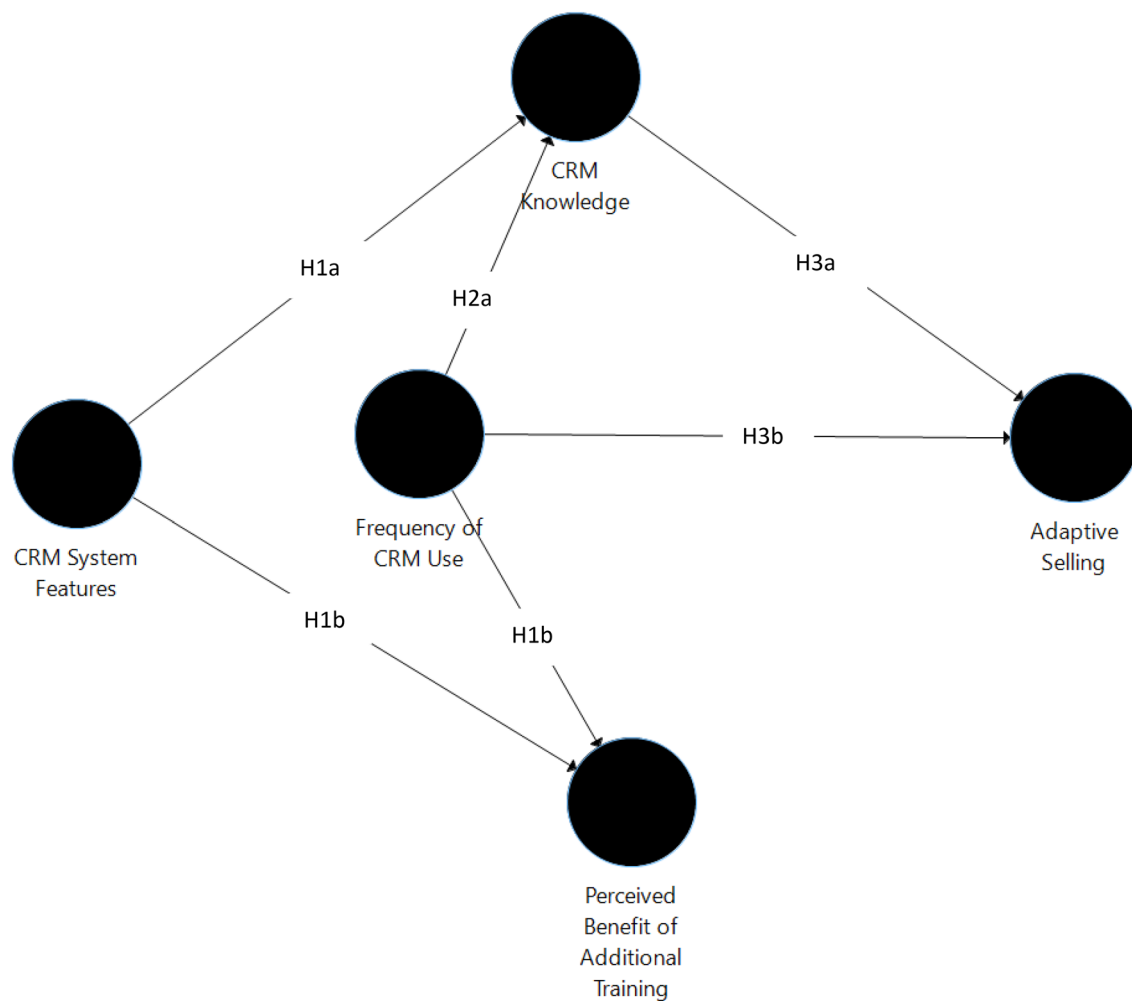 CRM
Knowledge
H1a
H3a
H2a
H3b
CRM System
Features
Frequency of
CRM Use
Adaptive
Selling
H1b
H1b
Perceived
Benefit of
Additional
Training